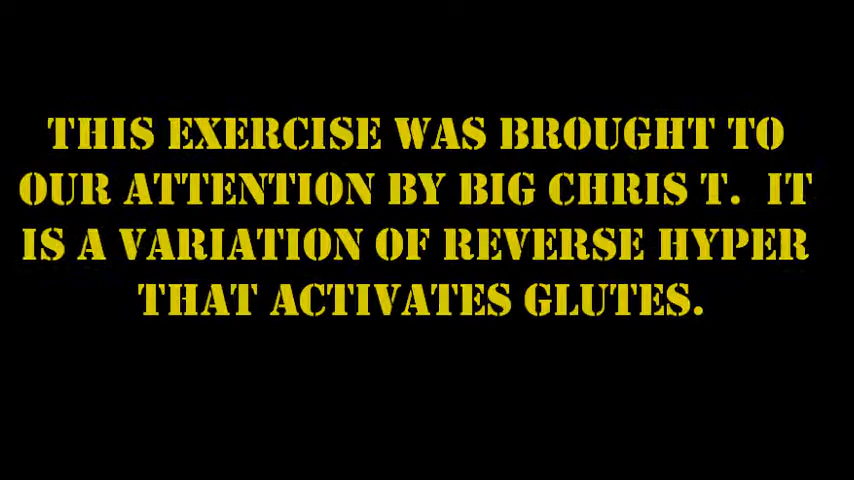 THIS EXERCISE WAS BROUGHT TO
OUR ATTENTION BY BIG CHRIS T.  IT
IS A VARIATION OF REVERSE HYPER
THAT ACTIVATES GLUTES.